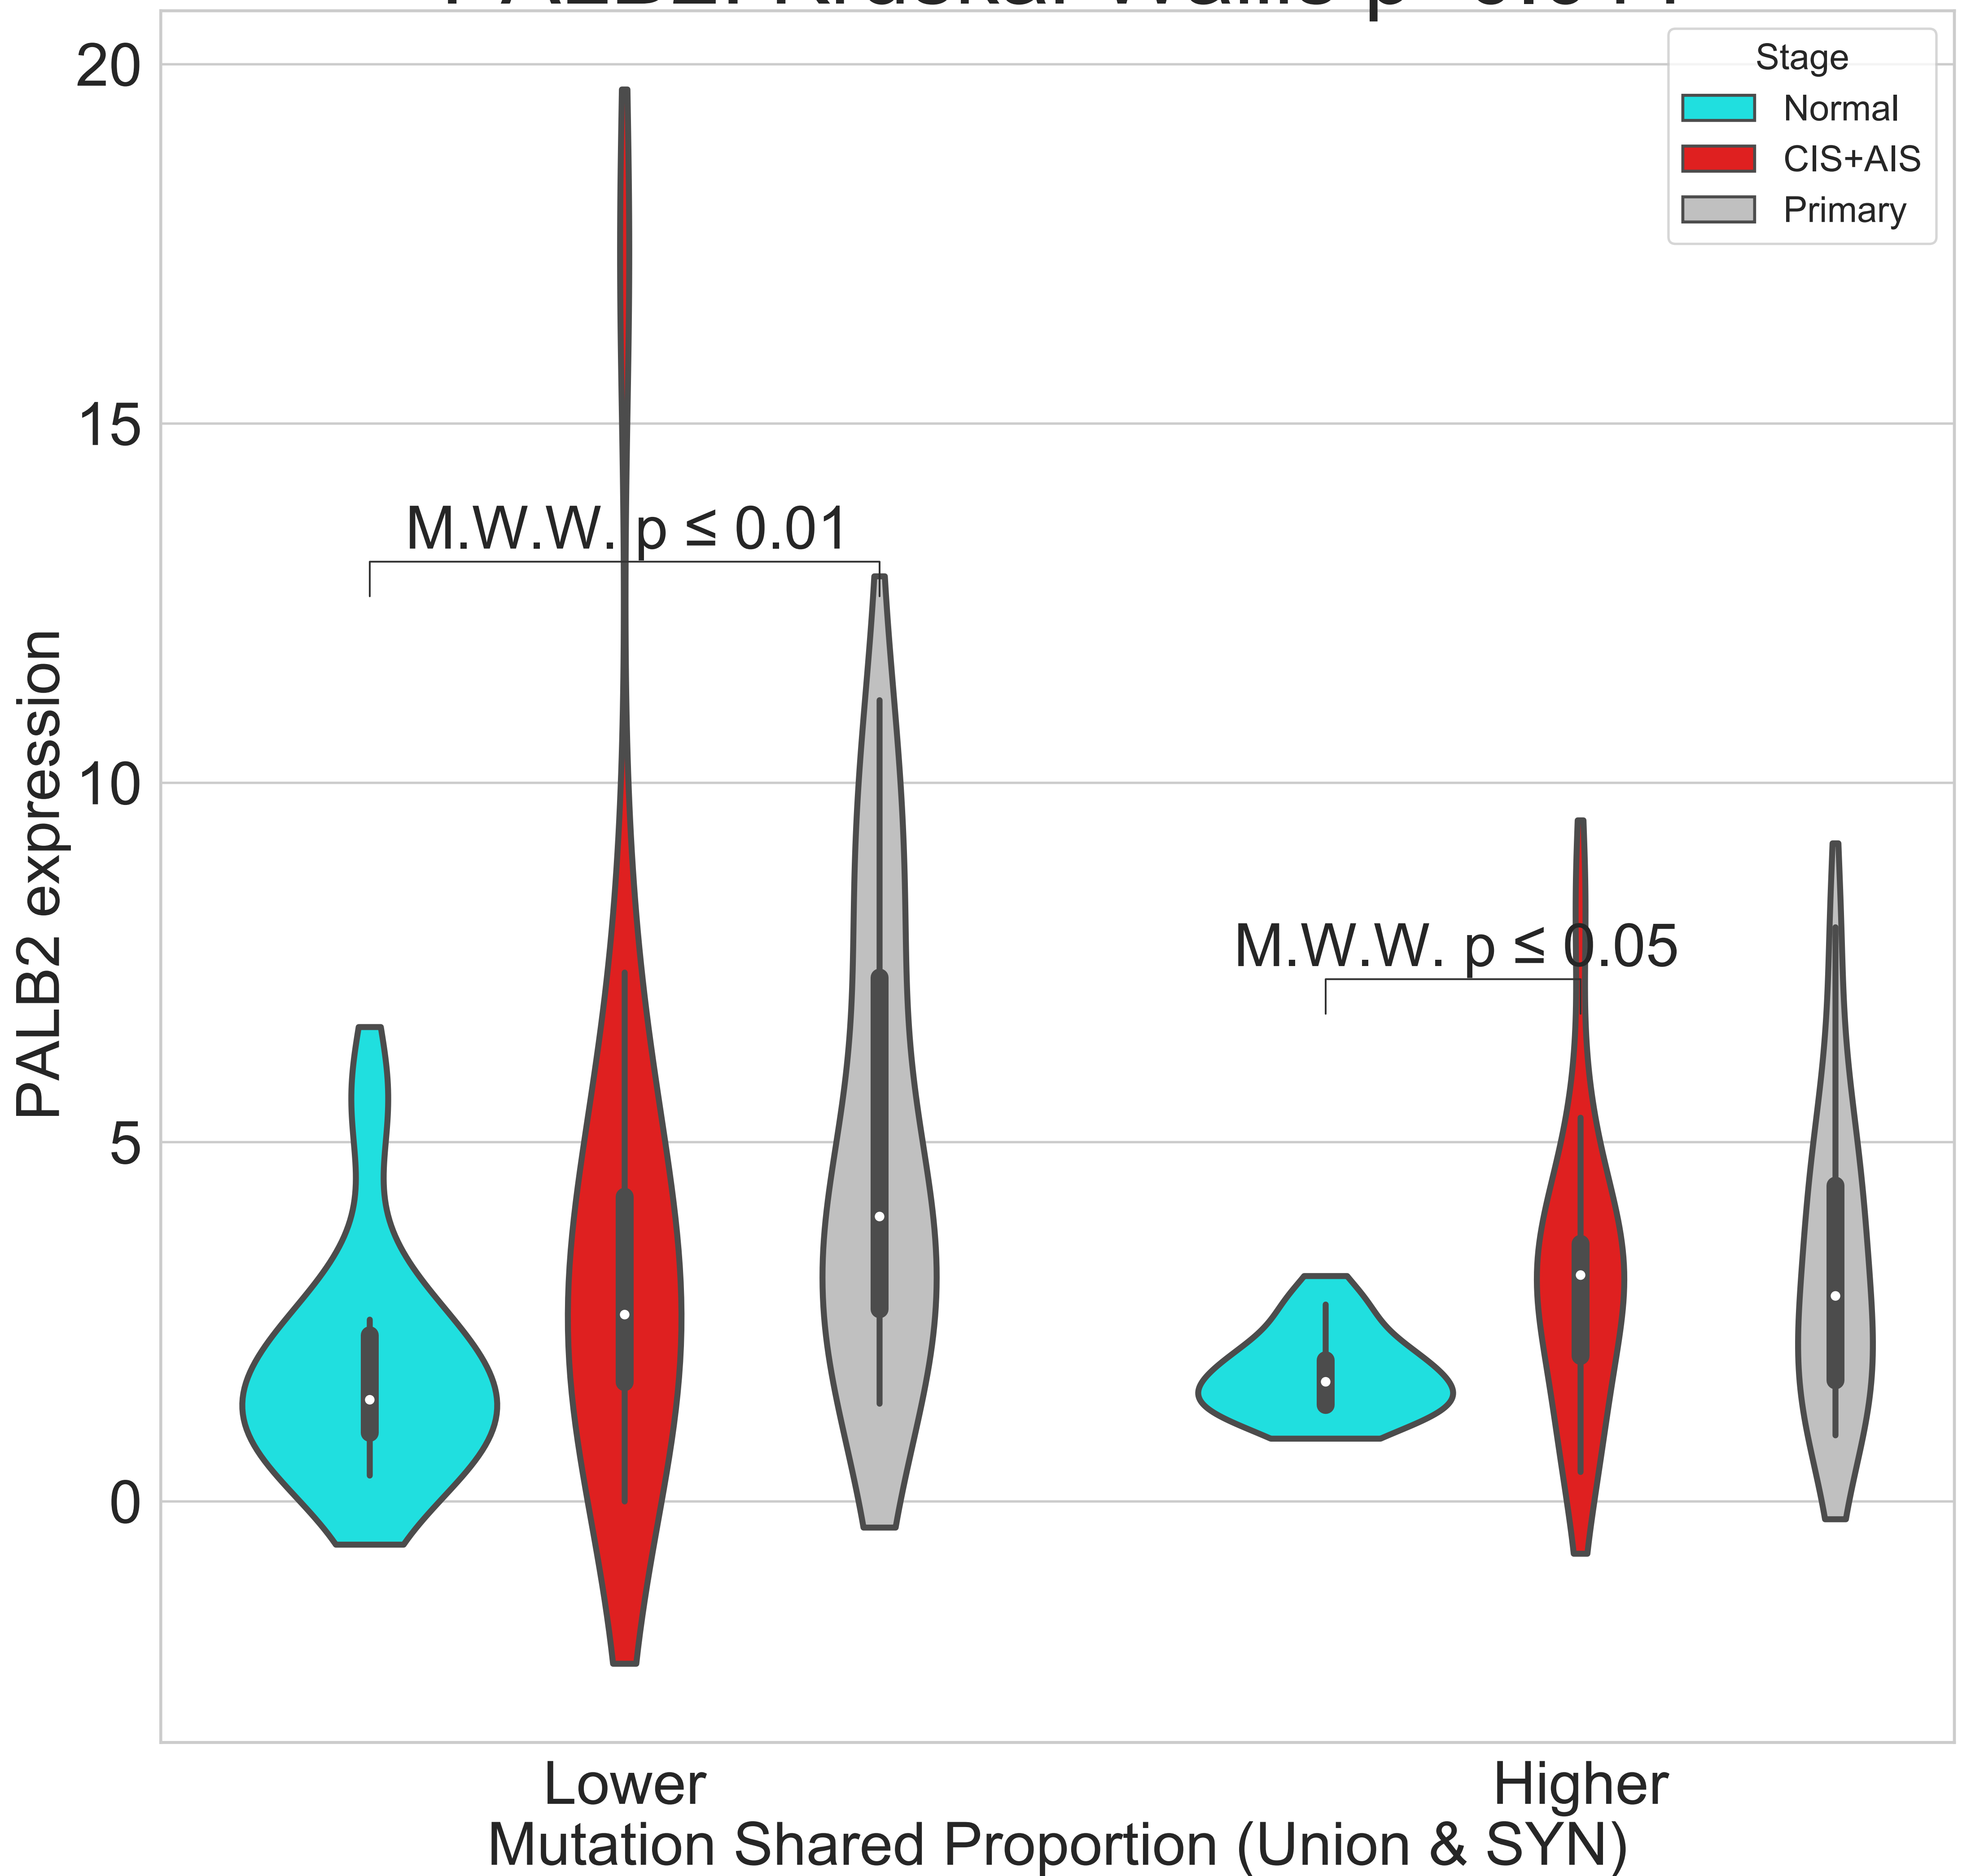 20
15
10
5
0
PALB2 expression
Stage
Normal
CIS+AIS
Primary
M.W.W. p ≤ 0.01
M.W.W. p ≤ 0.05
Lower
Higher
Mutation Shared Proportion (Union & SYN)